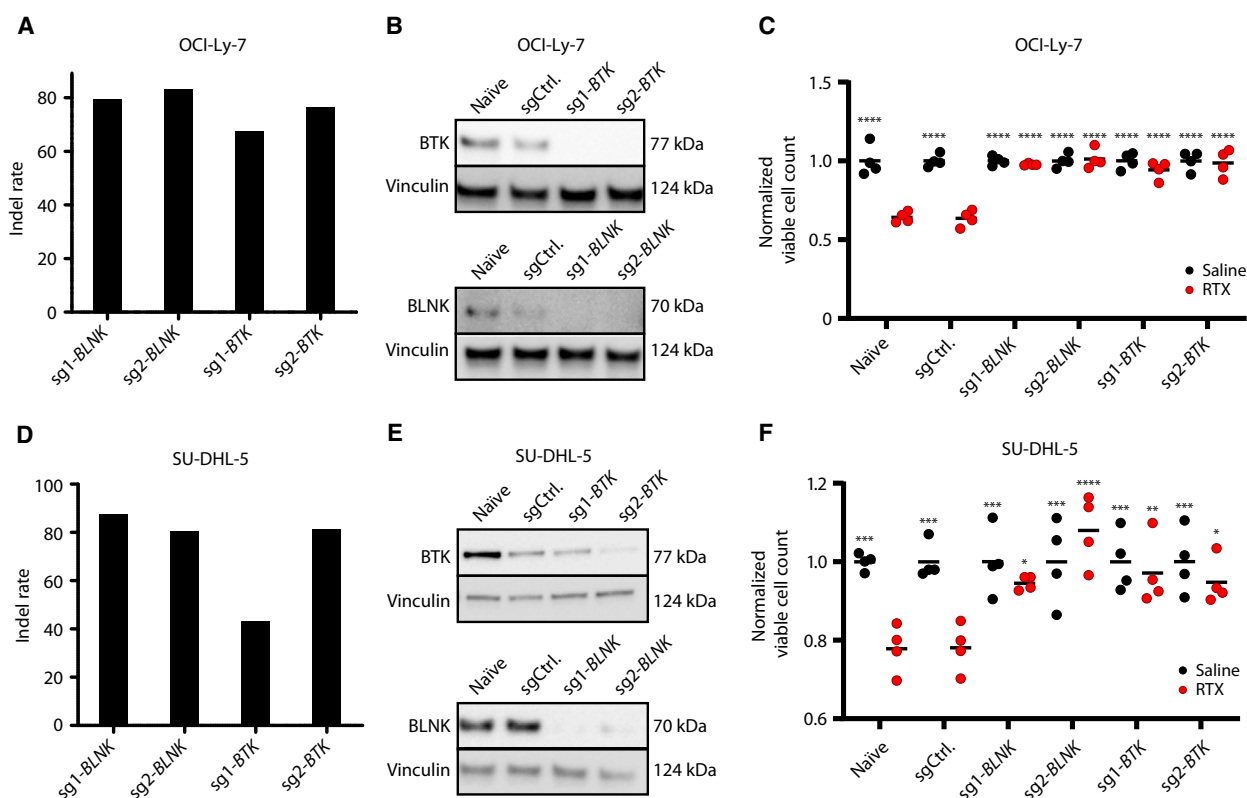 A
OCI-Ly-7
Indel rate
80
60
40
20
0
sg1-BLNK
sg2-BLNK
sg1-BTK
sg2-BTK
B
OCI-Ly-7
Naïve
sgCtrl.
sg1-BTK
sg2-BTK
BTK
77 kDa
Vinculin
124 kDa
Naïve
sgCtrl.
sg1-BLNK
sg2-BLNK
BLNK
70 kDa
Vinculin
124 kDa
C
OCI-Ly-7
Normalized
viable cell count
1.5
1.0
0.5
0
**** **** **** **** **** **** **** **** **** ****
Saline
RTX
Naïve
sgCtrl.
sg1-BLNK
sg2-BLNK
sg1-BTK
sg2-BTK
D
SU-DHL-5
Indel rate
100
80
60
40
20
0
sg1-BLNK
sg2-BLNK
sg1-BTK
sg2-BTK
E
SU-DHL-5
Naïve
sgCtrl.
sg1-BTK
sg2-BTK
BTK
77 kDa
Vinculin
124 kDa
Naïve
sgCtrl.
sg1-BLNK
sg2-BLNK
BLNK
70 kDa
Vinculin
124 kDa
F
SU-DHL-5
Normalized
viable cell count
1.2
1.0
0.8
0.6
*** *** *** * *** **** *** ** *** *
Saline
RTX
Naïve
sgCtrl.
sg1-BLNK
sg2-BLNK
sg1-BTK
sg2-BTK